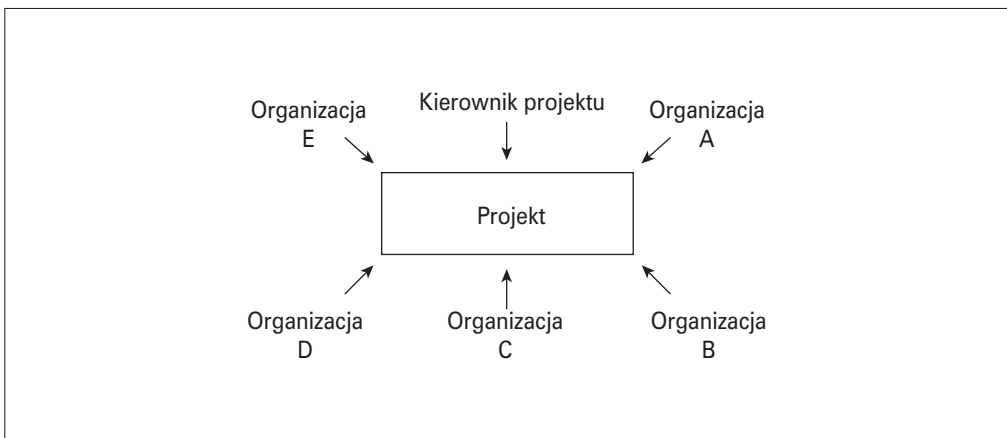 Organizacja
E
Kierownik projektu
Organizacja
A
Projekt
Organizacja
D
Organizacja
C
Organizacja
B